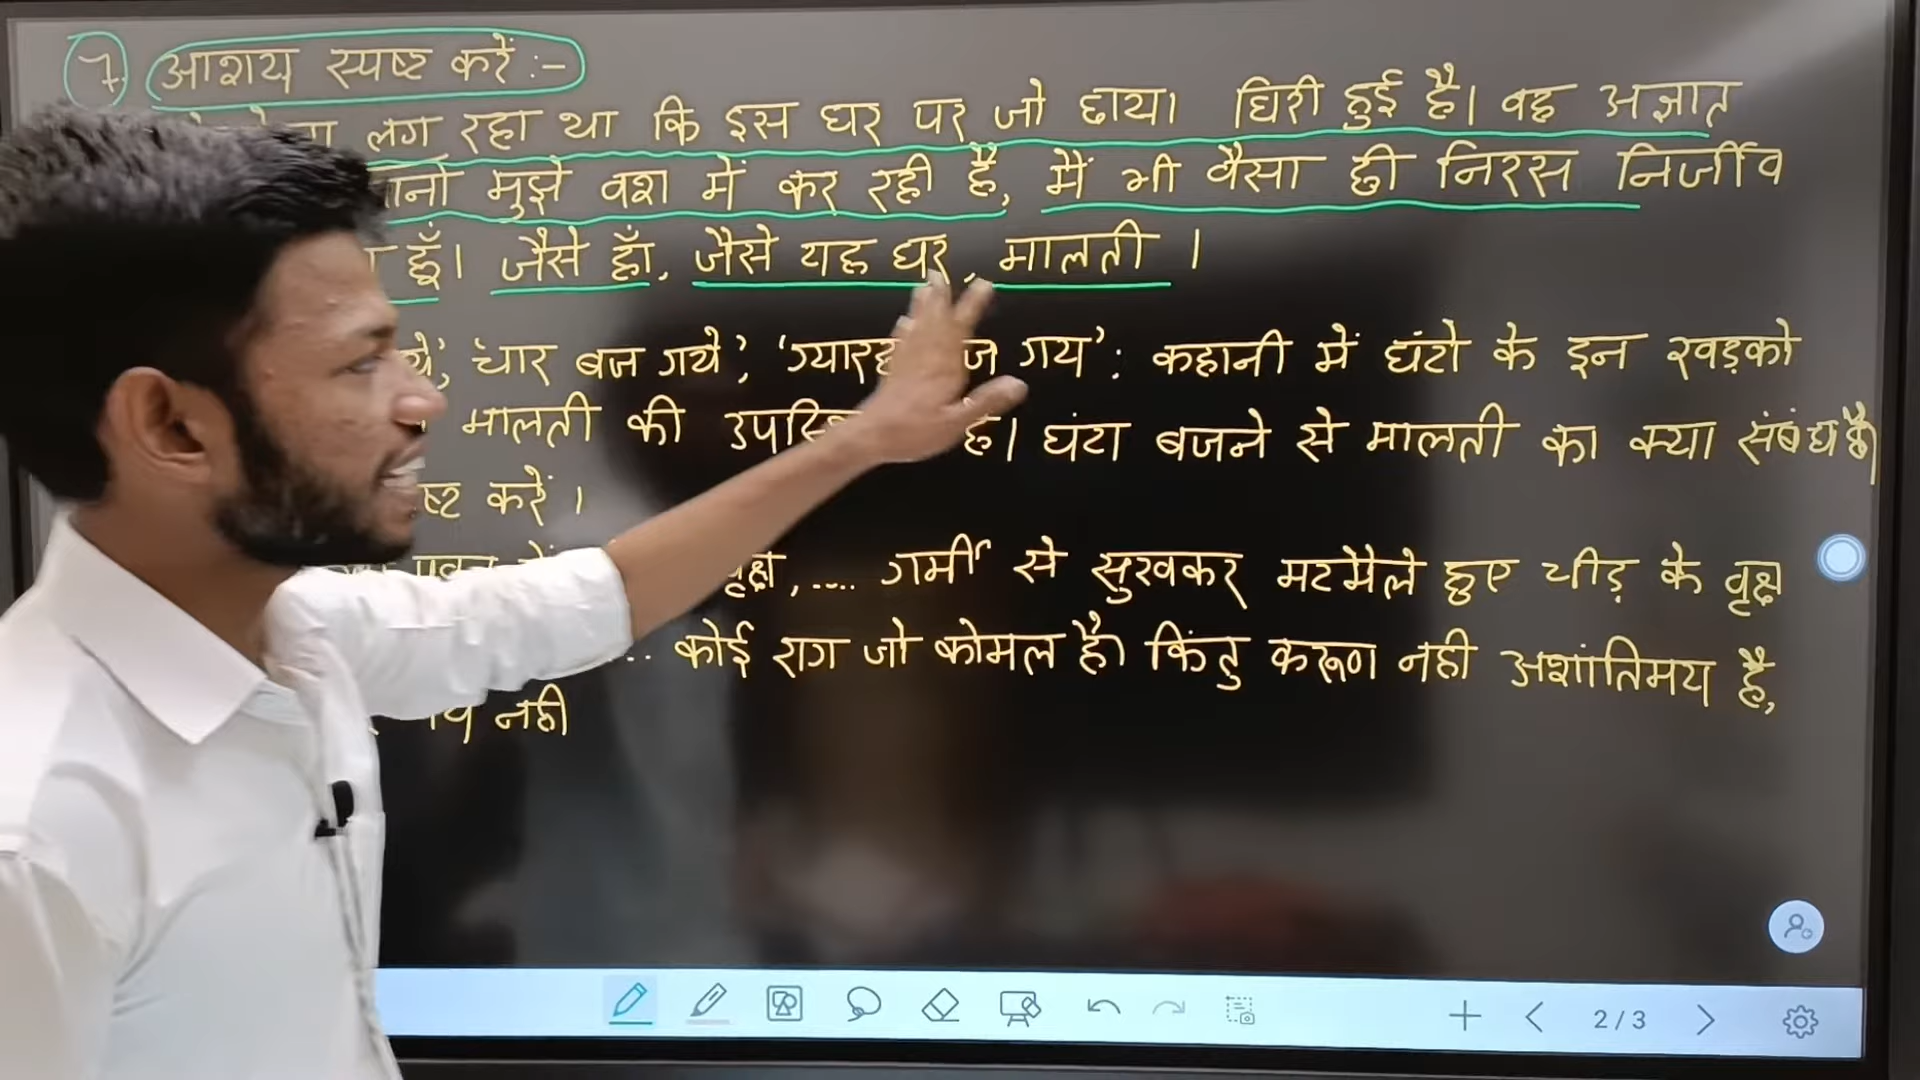 7. आशय स्पष्ट करें :-
लग रहा था कि इस घर पर जो छाया घिरी हुई है। वह अज्ञात
मुझे वश में कर रही है, मैं भी वैसा ही निरस निर्जीव
हूँ। जैसे हाँ, जैसे यह घर, मालती ।
चार बज गये', 'ग्यारह गय' : कहानी में घंटो के इन खड़को
मालती की है। घंटा बजने से मालती का क्या संबंध है।
करें ।
गर्मी से सुखकर मटमैले हुए चीड़ के वृक्ष
.. कोई राग जो कोमल है। किंतु करूण नही अशांतिमय है,
नही
2/3